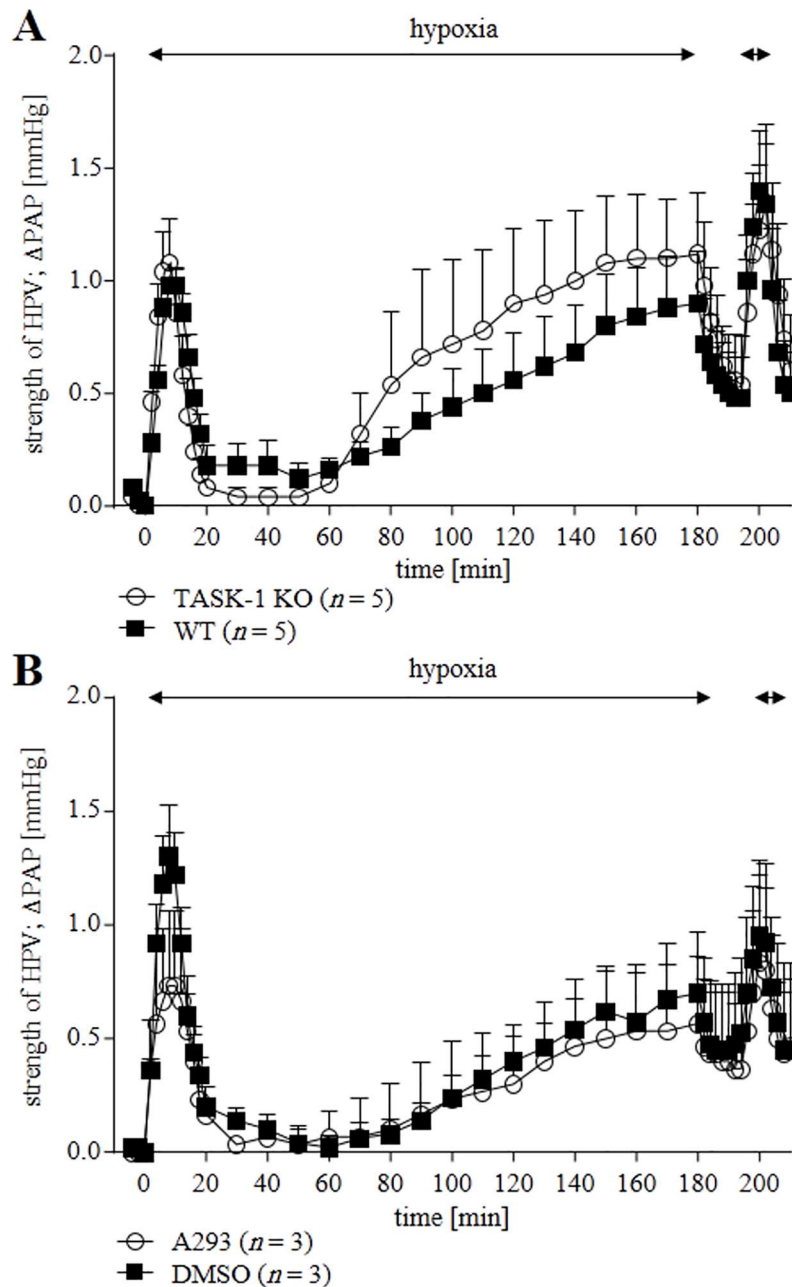 A
hypoxia
strength of HPV; ΔPAP [mmHg]
2.0
1.5
1.0
0.5
0.0
0 20 40 60 80 100 120 140 160 180 200
time [min]
TASK-1 KO (n = 5)
WT (n = 5)
B
hypoxia
strength of HPV; ΔPAP [mmHg]
2.0
1.5
1.0
0.5
0.0
0 20 40 60 80 100 120 140 160 180 200
time [min]
A293 (n = 3)
DMSO (n = 3)